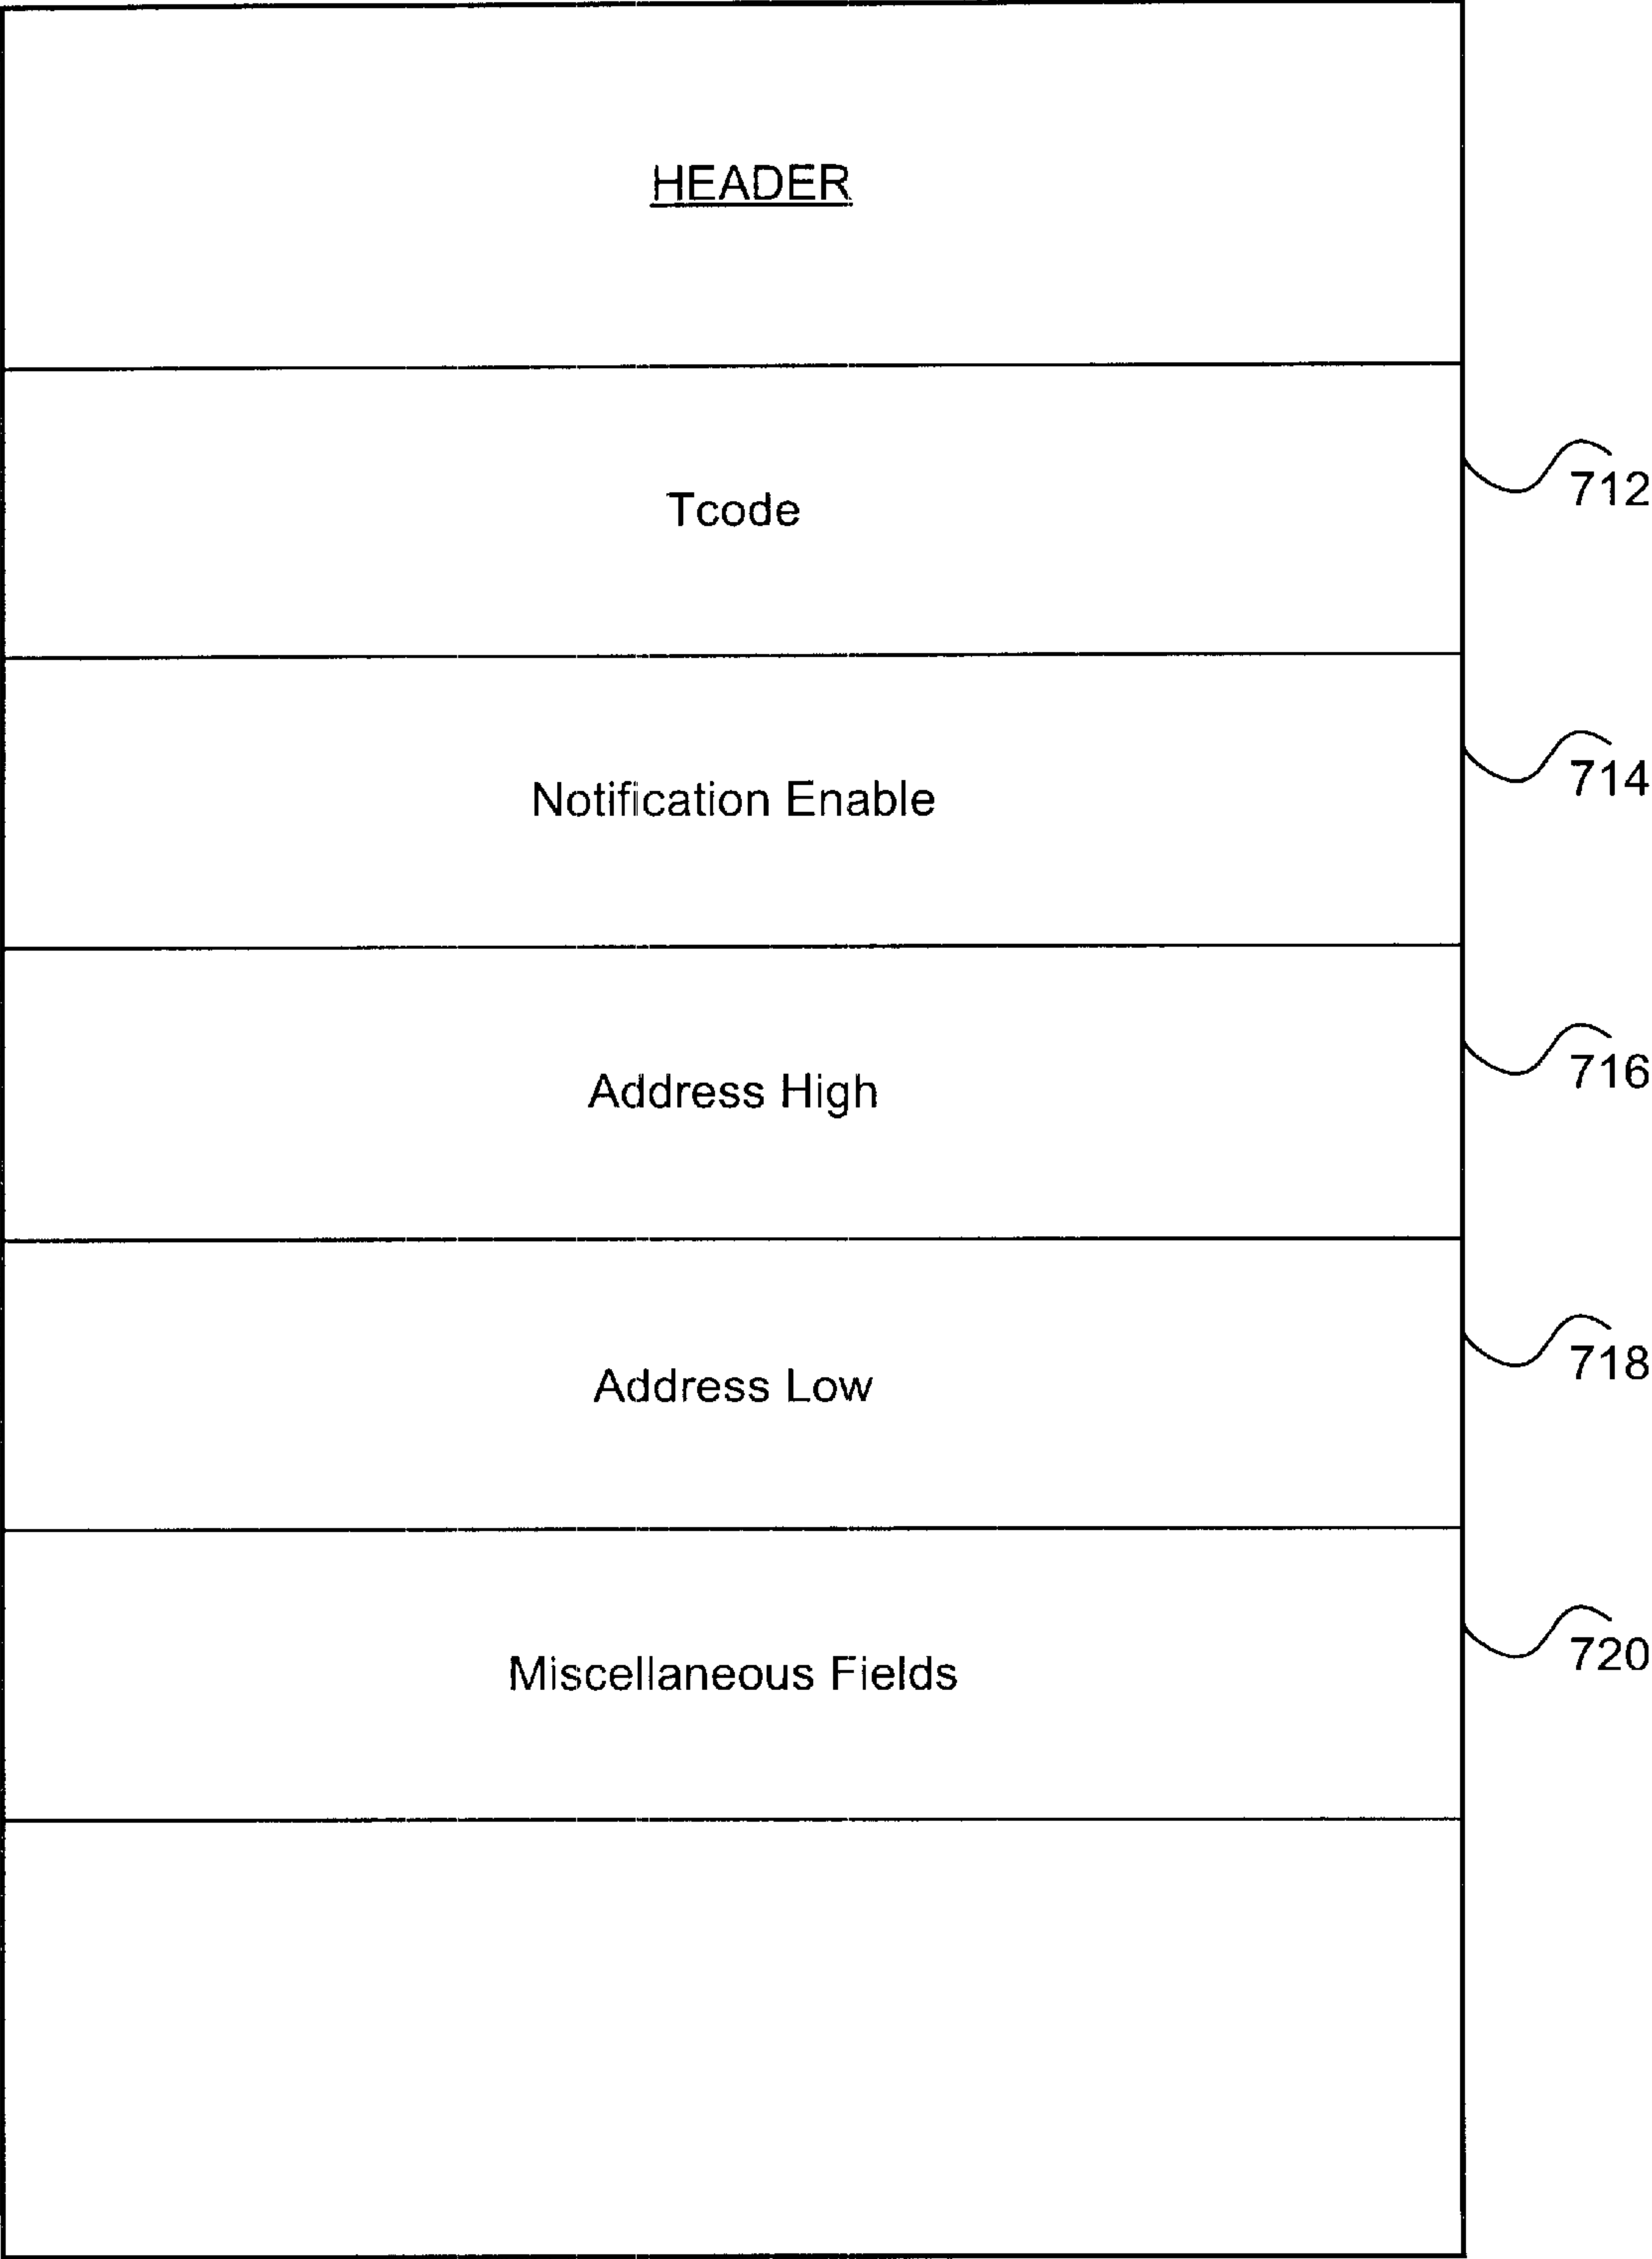 HEADER
Tcode
712
Notification Enable
714
Address High
716
Address Low
718
Miscellaneous Fields
720